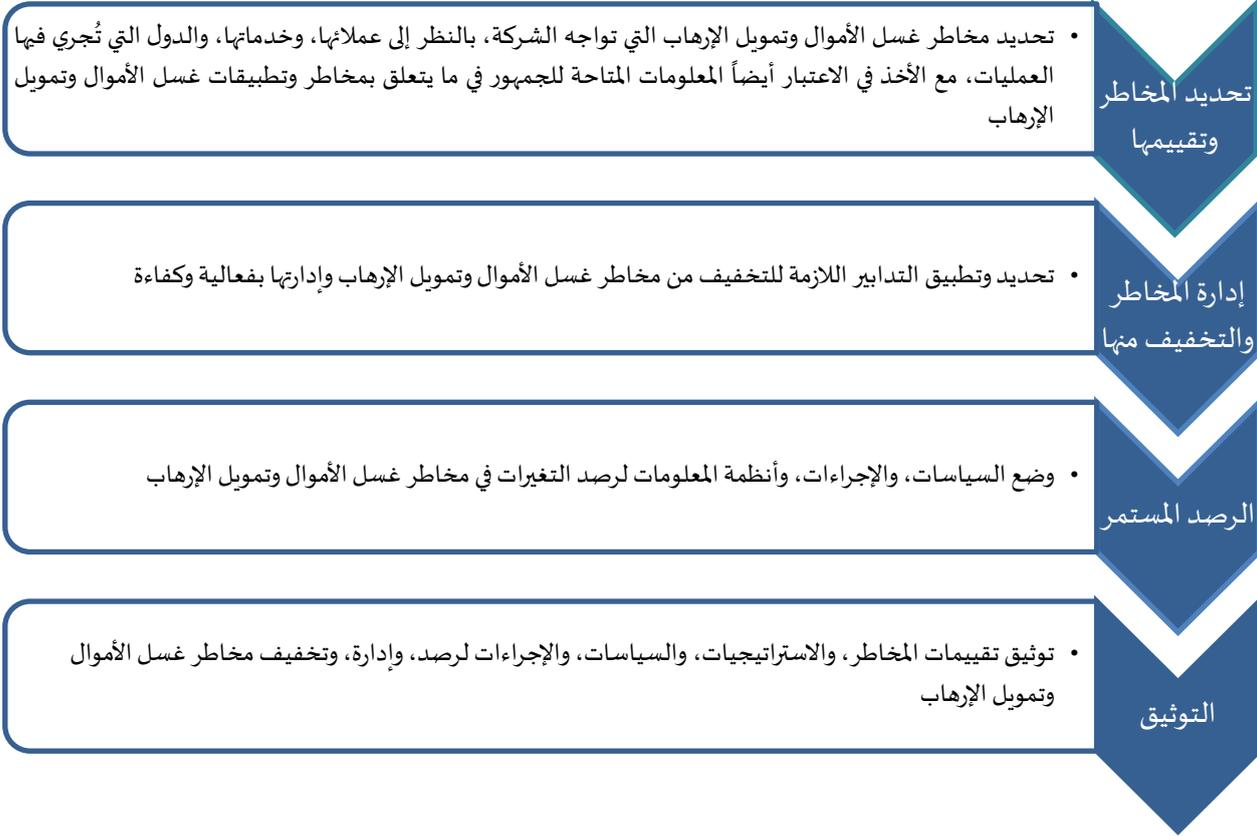 تحديد المخاطر
وتقييمها
• تحديد مخاطر غسل الأموال وتمويل الإرهاب التي تواجه الشركة، بالنظر إلى عملائها، وخدماتها، والدول التي تُجري فيها
العمليات، مع الأخذ في الاعتبار أيضاً المعلومات المتاحة للجمهور في ما يتعلق بمخاطر وتطبيقات غسل الأموال وتمويل
الإرهاب
إدارة المخاطر
والتخفيف منها
• تحديد وتطبيق التدابير اللازمة للتخفيف من مخاطر غسل الأموال وتمويل الإرهاب وإدارتها بفعالية وكفاءة
الرصد المستمر
• وضع السياسات، والإجراءات، وأنظمة المعلومات لرصد التغيرات في مخاطر غسل الأموال وتمويل الإرهاب
التوثيق
• توثيق تقييمات المخاطر، والاستراتيجيات، والسياسات، والإجراءات لرصد، وإدارة، وتخفيف مخاطر غسل الأموال
وتمويل الإرهاب